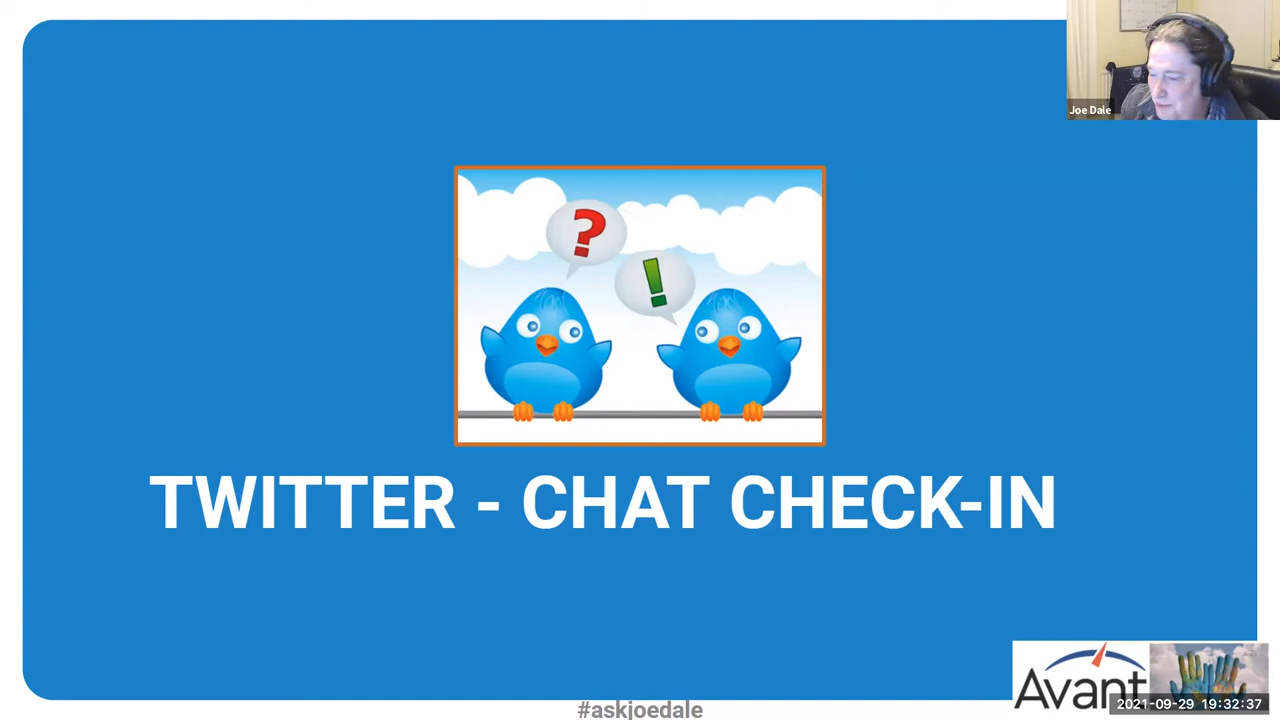 Joe Dale
?
!
TWITTER - CHAT CHECK-IN
Avant
2021-09-29 19:32:37
#askjoedale